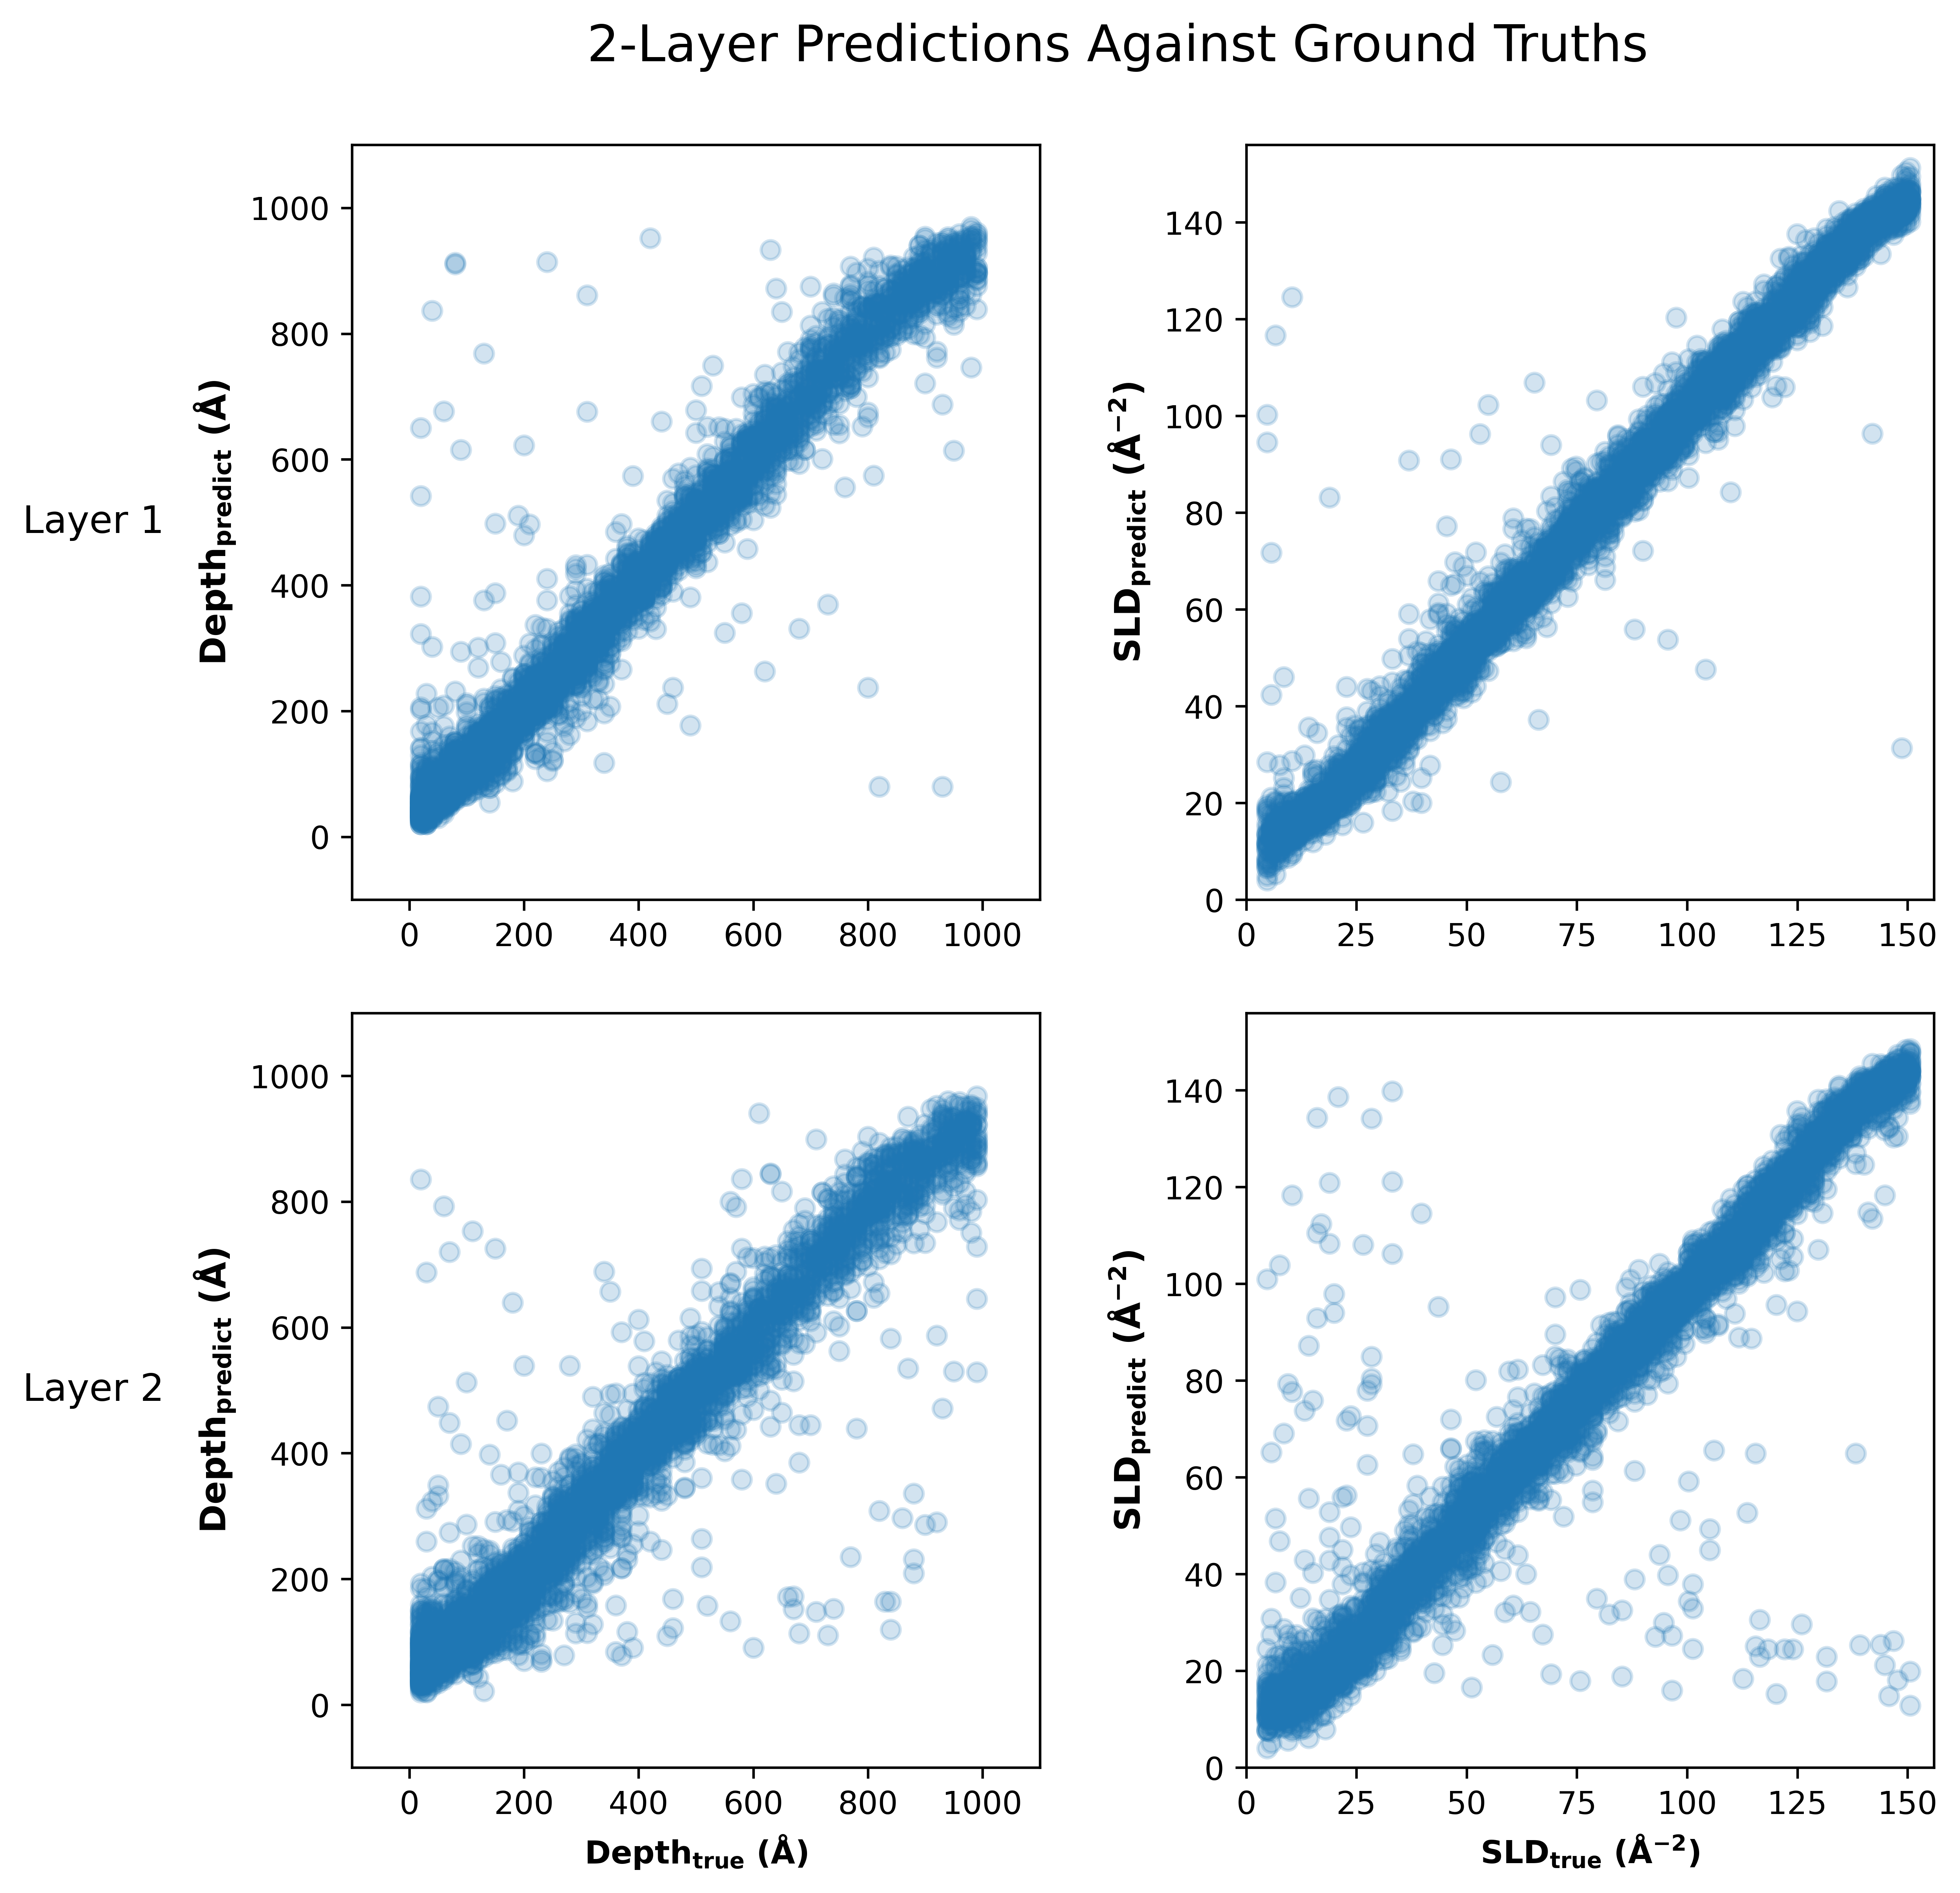 2-Layer Predictions Against Ground Truths
Layer 1
Depth_predict (Å)
1000
800
600
400
200
0
0 200 400 600 800 1000
SLD_predict (Å⁻²)
140
120
100
80
60
40
20
0
0 25 50 75 100 125 150
Layer 2
Depth_predict (Å)
1000
800
600
400
200
0
0 200 400 600 800 1000
Depth_true (Å)
SLD_predict (Å⁻²)
140
120
100
80
60
40
20
0
0 25 50 75 100 125 150
SLD_true (Å⁻²)